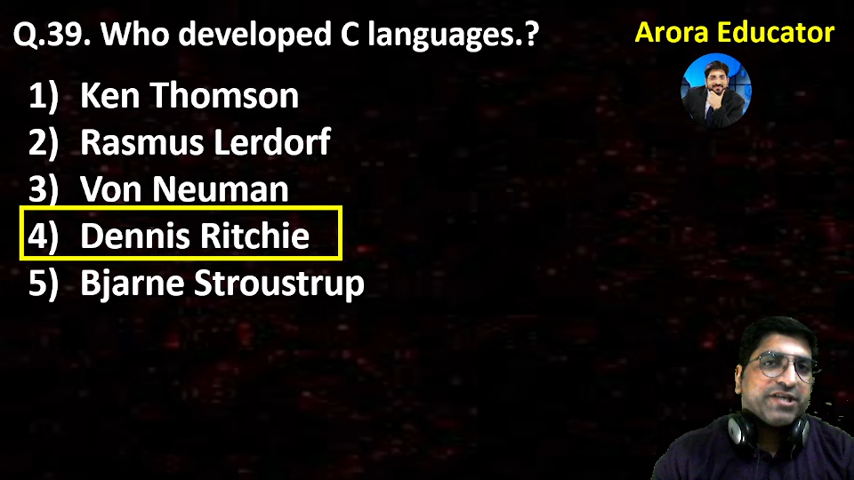 Q.39. Who developed C languages.?
Arora Educator
1) Ken Thomson
2) Rasmus Lerdorf
3) Von Neuman
4) Dennis Ritchie
5) Bjarne Stroustrup